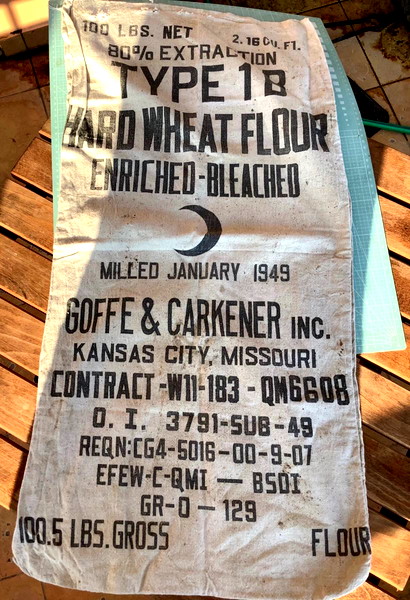 100 LBS. NET 2.16 CU. FT.
80% EXTRACTION
TYPE 1 B
HARD WHEAT FLOUR
ENRICHED-BLEACHED
MILLED JANUARY 1949
GOFFE & CARKENER INC.
KANSAS CITY, MISSOURI
CONTRACT-W11-183-QM6608
O. I. 3791-SUB-49
REQN:CG4-5016-00-9-07
EFEW-C-QMI — BSDI
GR-O — 129
100.5 LBS. GROSS FLOUR